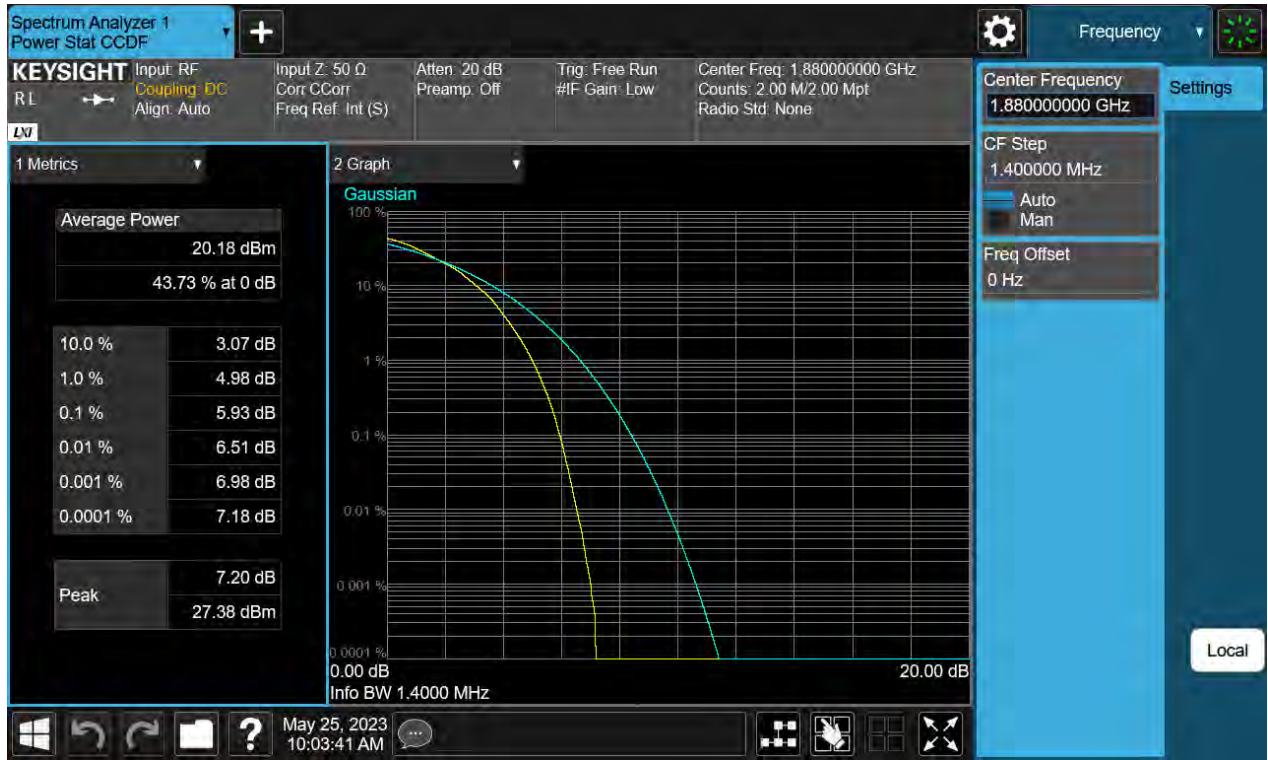 Spectrum Analyzer 1
Power Stat CCDF
+
Frequency
KEYSIGHT
RL
LXI
Input: RF
Coupling: DC
Align: Auto
Input Z: 50 Ω
Corr CCorr
Freq Ref: Int (S)
Atten: 20 dB
Preamp: Off
Trig: Free Run
#IF Gain: Low
Center Freq: 1.880000000 GHz
Counts: 2.00 M/2.00 Mpt
Radio Std: None
Center Frequency
1.880000000 GHz
Settings
CF Step
1.400000 MHz
Auto
Man
Freq Offset
0 Hz
1 Metrics
Average Power
20.18 dBm
43.73 % at 0 dB
10.0 % 3.07 dB
1.0 % 4.98 dB
0.1 % 5.93 dB
0.01 % 6.51 dB
0.001 % 6.98 dB
0.0001 % 7.18 dB
Peak
7.20 dB
27.38 dBm
2 Graph
Gaussian
100 %
10 %
1 %
0.1 %
0.01 %
0.001 %
0.0001 %
0.00 dB
20.00 dB
Info BW 1.4000 MHz
Local
?
May 25, 2023
10:03:41 AM